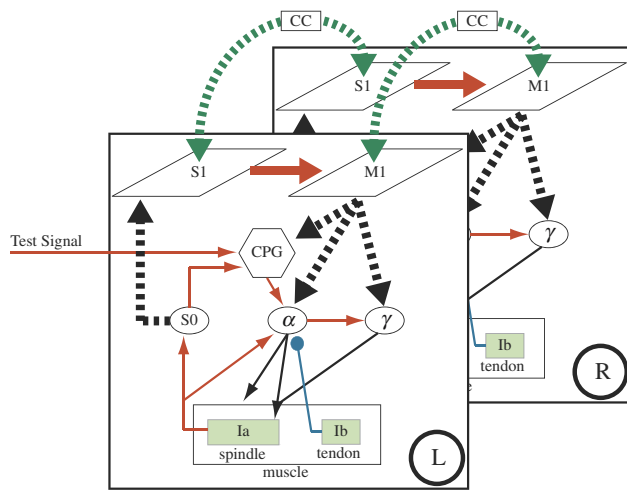 CC
CC
S1
M1
S1
M1
Test Signal
CPG
γ
S0
α
γ
Ib
tendon
R
Ia
Ib
spindle
tendon
muscle
L